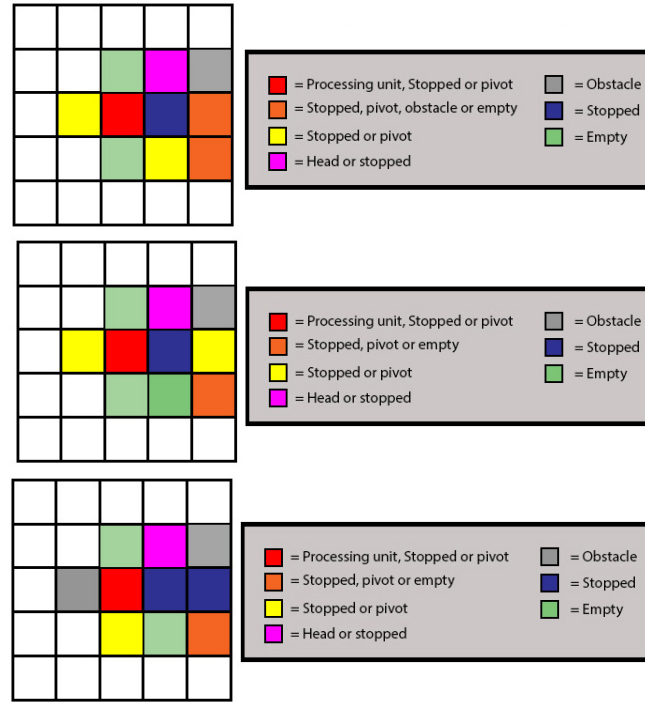 = Processing unit, Stopped or pivot
= Stopped, pivot, obstacle or empty
= Stopped or pivot
= Head or stopped
= Obstacle
= Stopped
= Empty
= Processing unit, Stopped or pivot
= Stopped, pivot or empty
= Stopped or pivot
= Head or stopped
= Obstacle
= Stopped
= Empty
= Processing unit, Stopped or pivot
= Stopped, pivot or empty
= Stopped or pivot
= Head or stopped
= Obstacle
= Stopped
= Empty